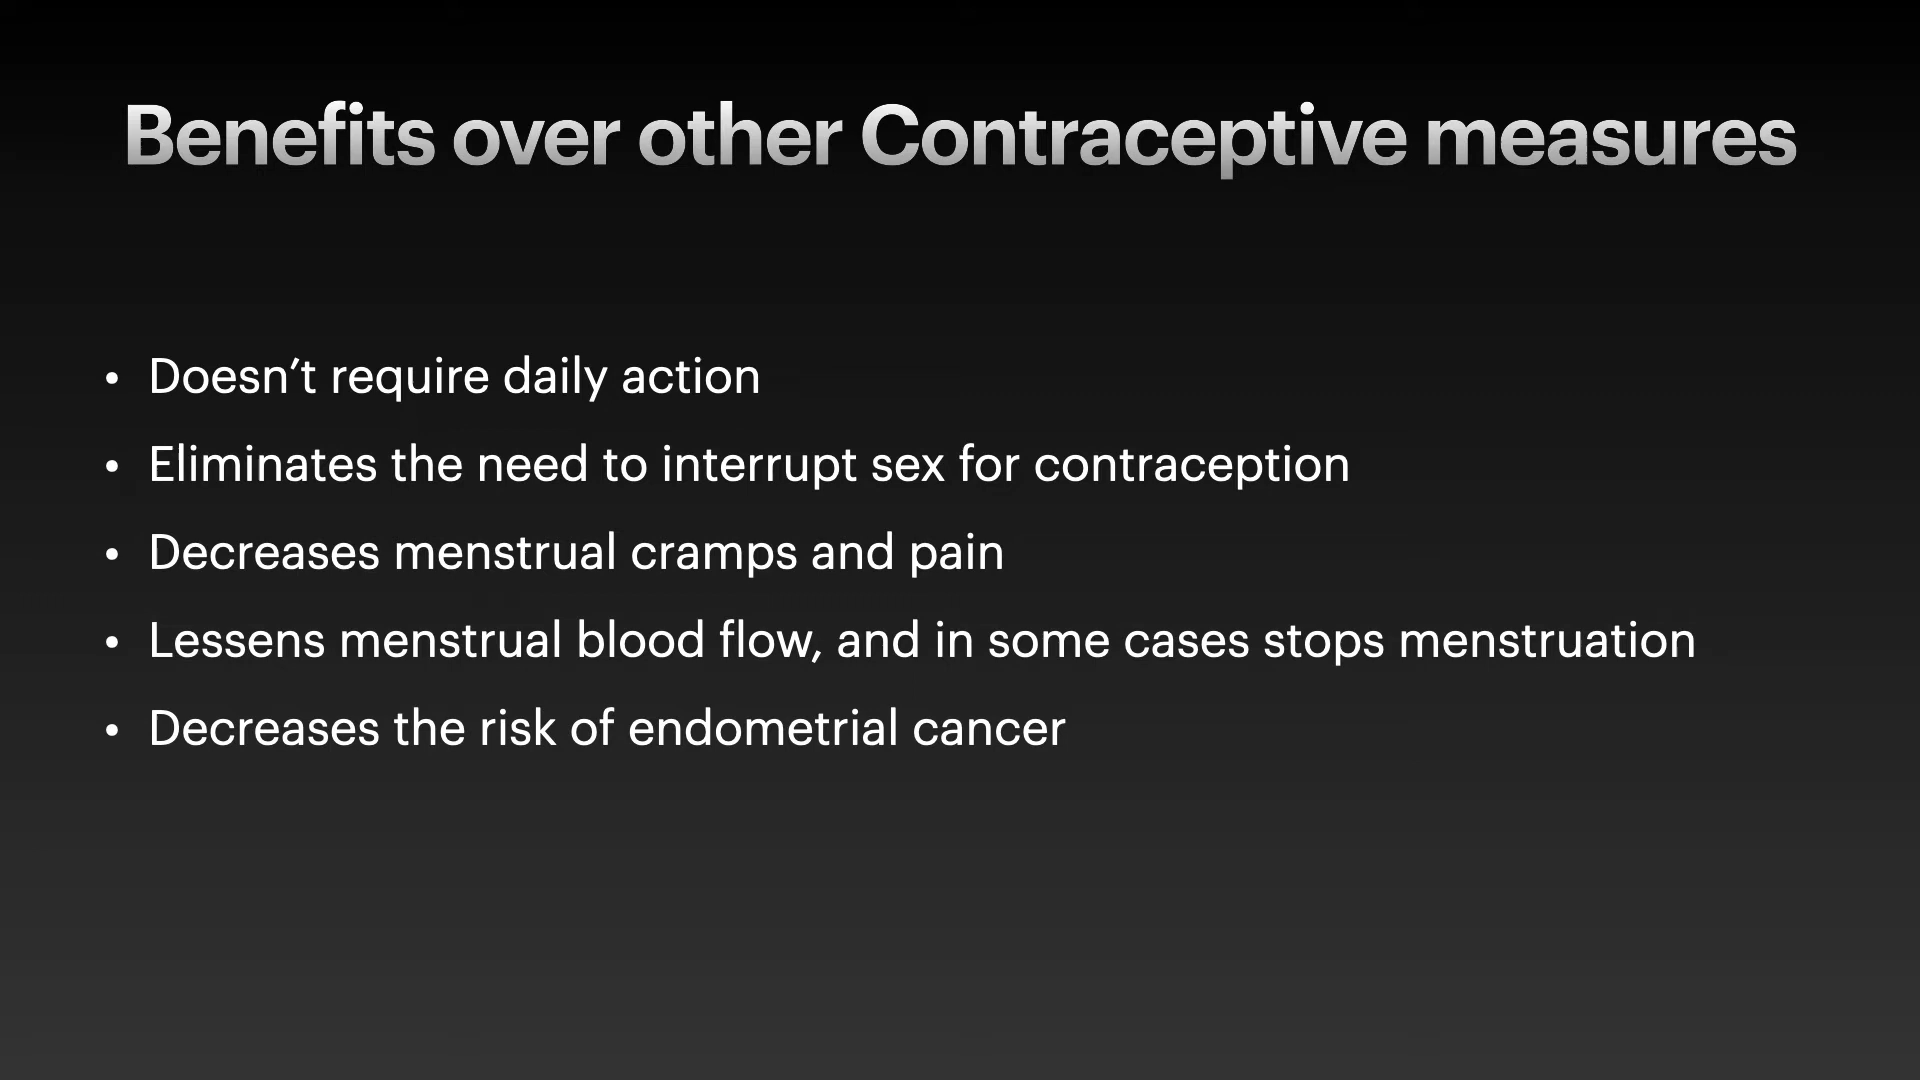 Benefits over other Contraceptive measures
• Doesn’t require daily action
• Eliminates the need to interrupt sex for contraception
• Decreases menstrual cramps and pain
• Lessens menstrual blood flow, and in some cases stops menstruation
• Decreases the risk of endometrial cancer